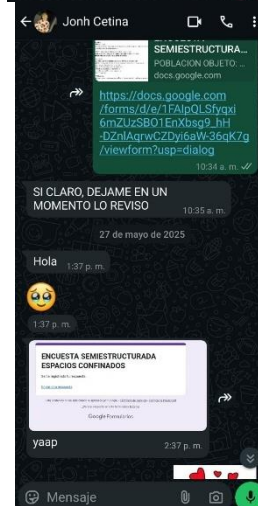 Jonh Cetina
SEMIESTRUCTURA...
POBLACION OBJETO: ...
docs.google.com
https://docs.google.com
/forms/d/e/1FAIpQLSfyqxi
6mZUzSBO1EnXbsg9_hH
-DZnlAqrwCZDyi6aW-36qK7g
/viewform?usp=dialog
10:34 a. m.
SI CLARO, DEJAME EN UN
MOMENTO LO REVISO
10:35 a. m.
27 de mayo de 2025
Hola
1:37 p. m.
1:37 p. m.
ENCUESTA SEMIESTRUCTURADA
ESPACIOS CONFINADOS
Google Formularios
yaap
2:37 p. m.
Mensaje